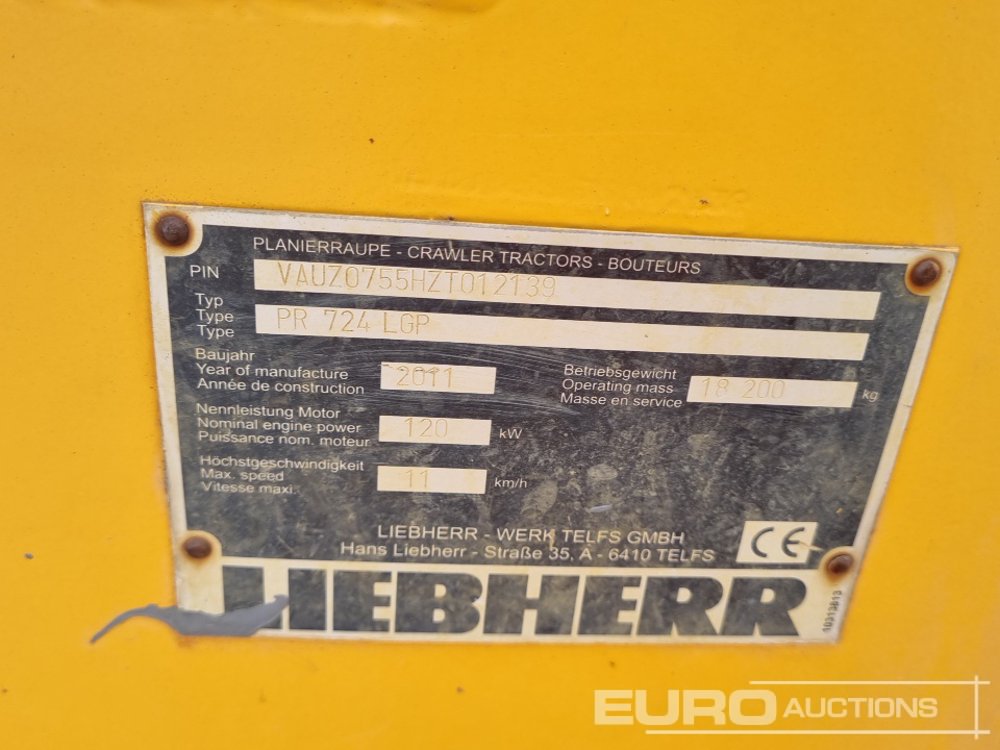 PLANIERRAUPE - CRAWLER TRACTORS - BOUTEURS
PIN VAUZ0755HZT012139
Typ
Type PR 724 LGP
Type
Baujahr
Year of manufacture 2011
Année de construction
Betriebsgewicht
Operating mass 18 200 kg
Masse en service
Nennleistung Motor
Nominal engine power 120 kW
Puissance nom. moteur
Höchstgeschwindigkeit
Max. speed 11 km/h
Vitesse maxi.
LIEBHERR - WERK TELFS GMBH
Hans Liebherr - Straße 35, A - 6410 TELFS
CE
LIEBHERR
10313613
EURO AUCTIONS